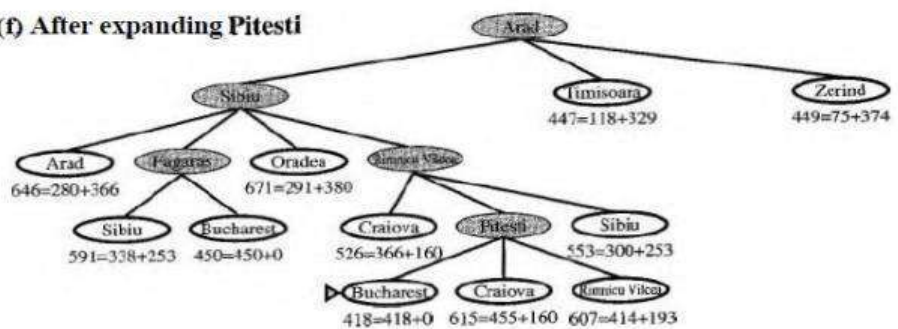 (f) After expanding Pitesti
Arad
Sibiu
Timisoara
Zerind
447=118+329
449=75+374
Arad
Fagaras
Oradea
Rimnicu Vilcea
646=280+366
671=291+380
Sibiu
Bucharest
Craiova
Pitesti
Sibiu
591=338+253
450=450+0
526=366+160
553=300+253
Bucharest
Craiova
Rimnicu Vilcea
418=418+0
615=455+160
607=414+193